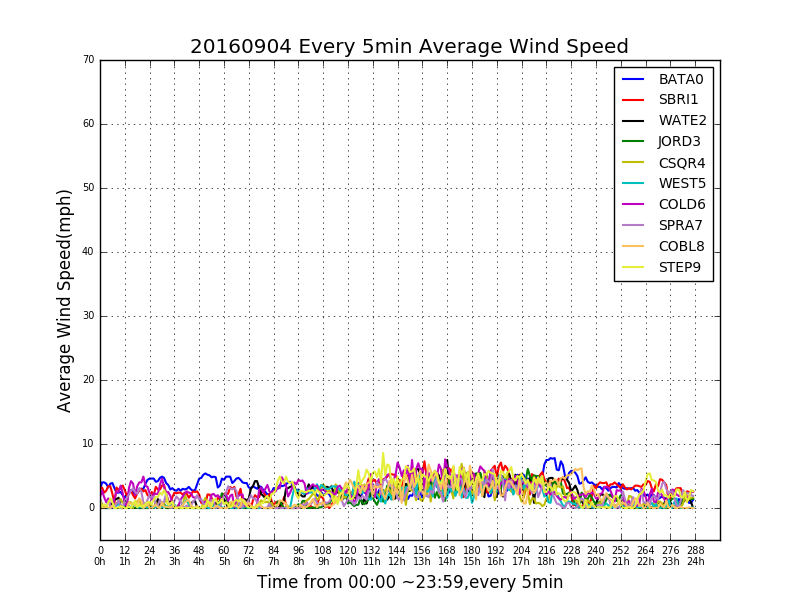 20160904 Every 5min Average Wind Speed
Average Wind Speed(mph)
70
60
50
40
30
20
10
0
BATA0
SBRI1
WATE2
JORD3
CSQR4
WEST5
COLD6
SPRA7
COBL8
STEP9
0 12 24 36 48 60 72 84 96 108 120 132 144 156 168 180 192 204 216 228 240 252 264 276 288
0h 1h 2h 3h 4h 5h 6h 7h 8h 9h 10h 11h 12h 13h 14h 15h 16h 17h 18h 19h 20h 21h 22h 23h 24h
Time from 00:00 ~23:59,every 5min